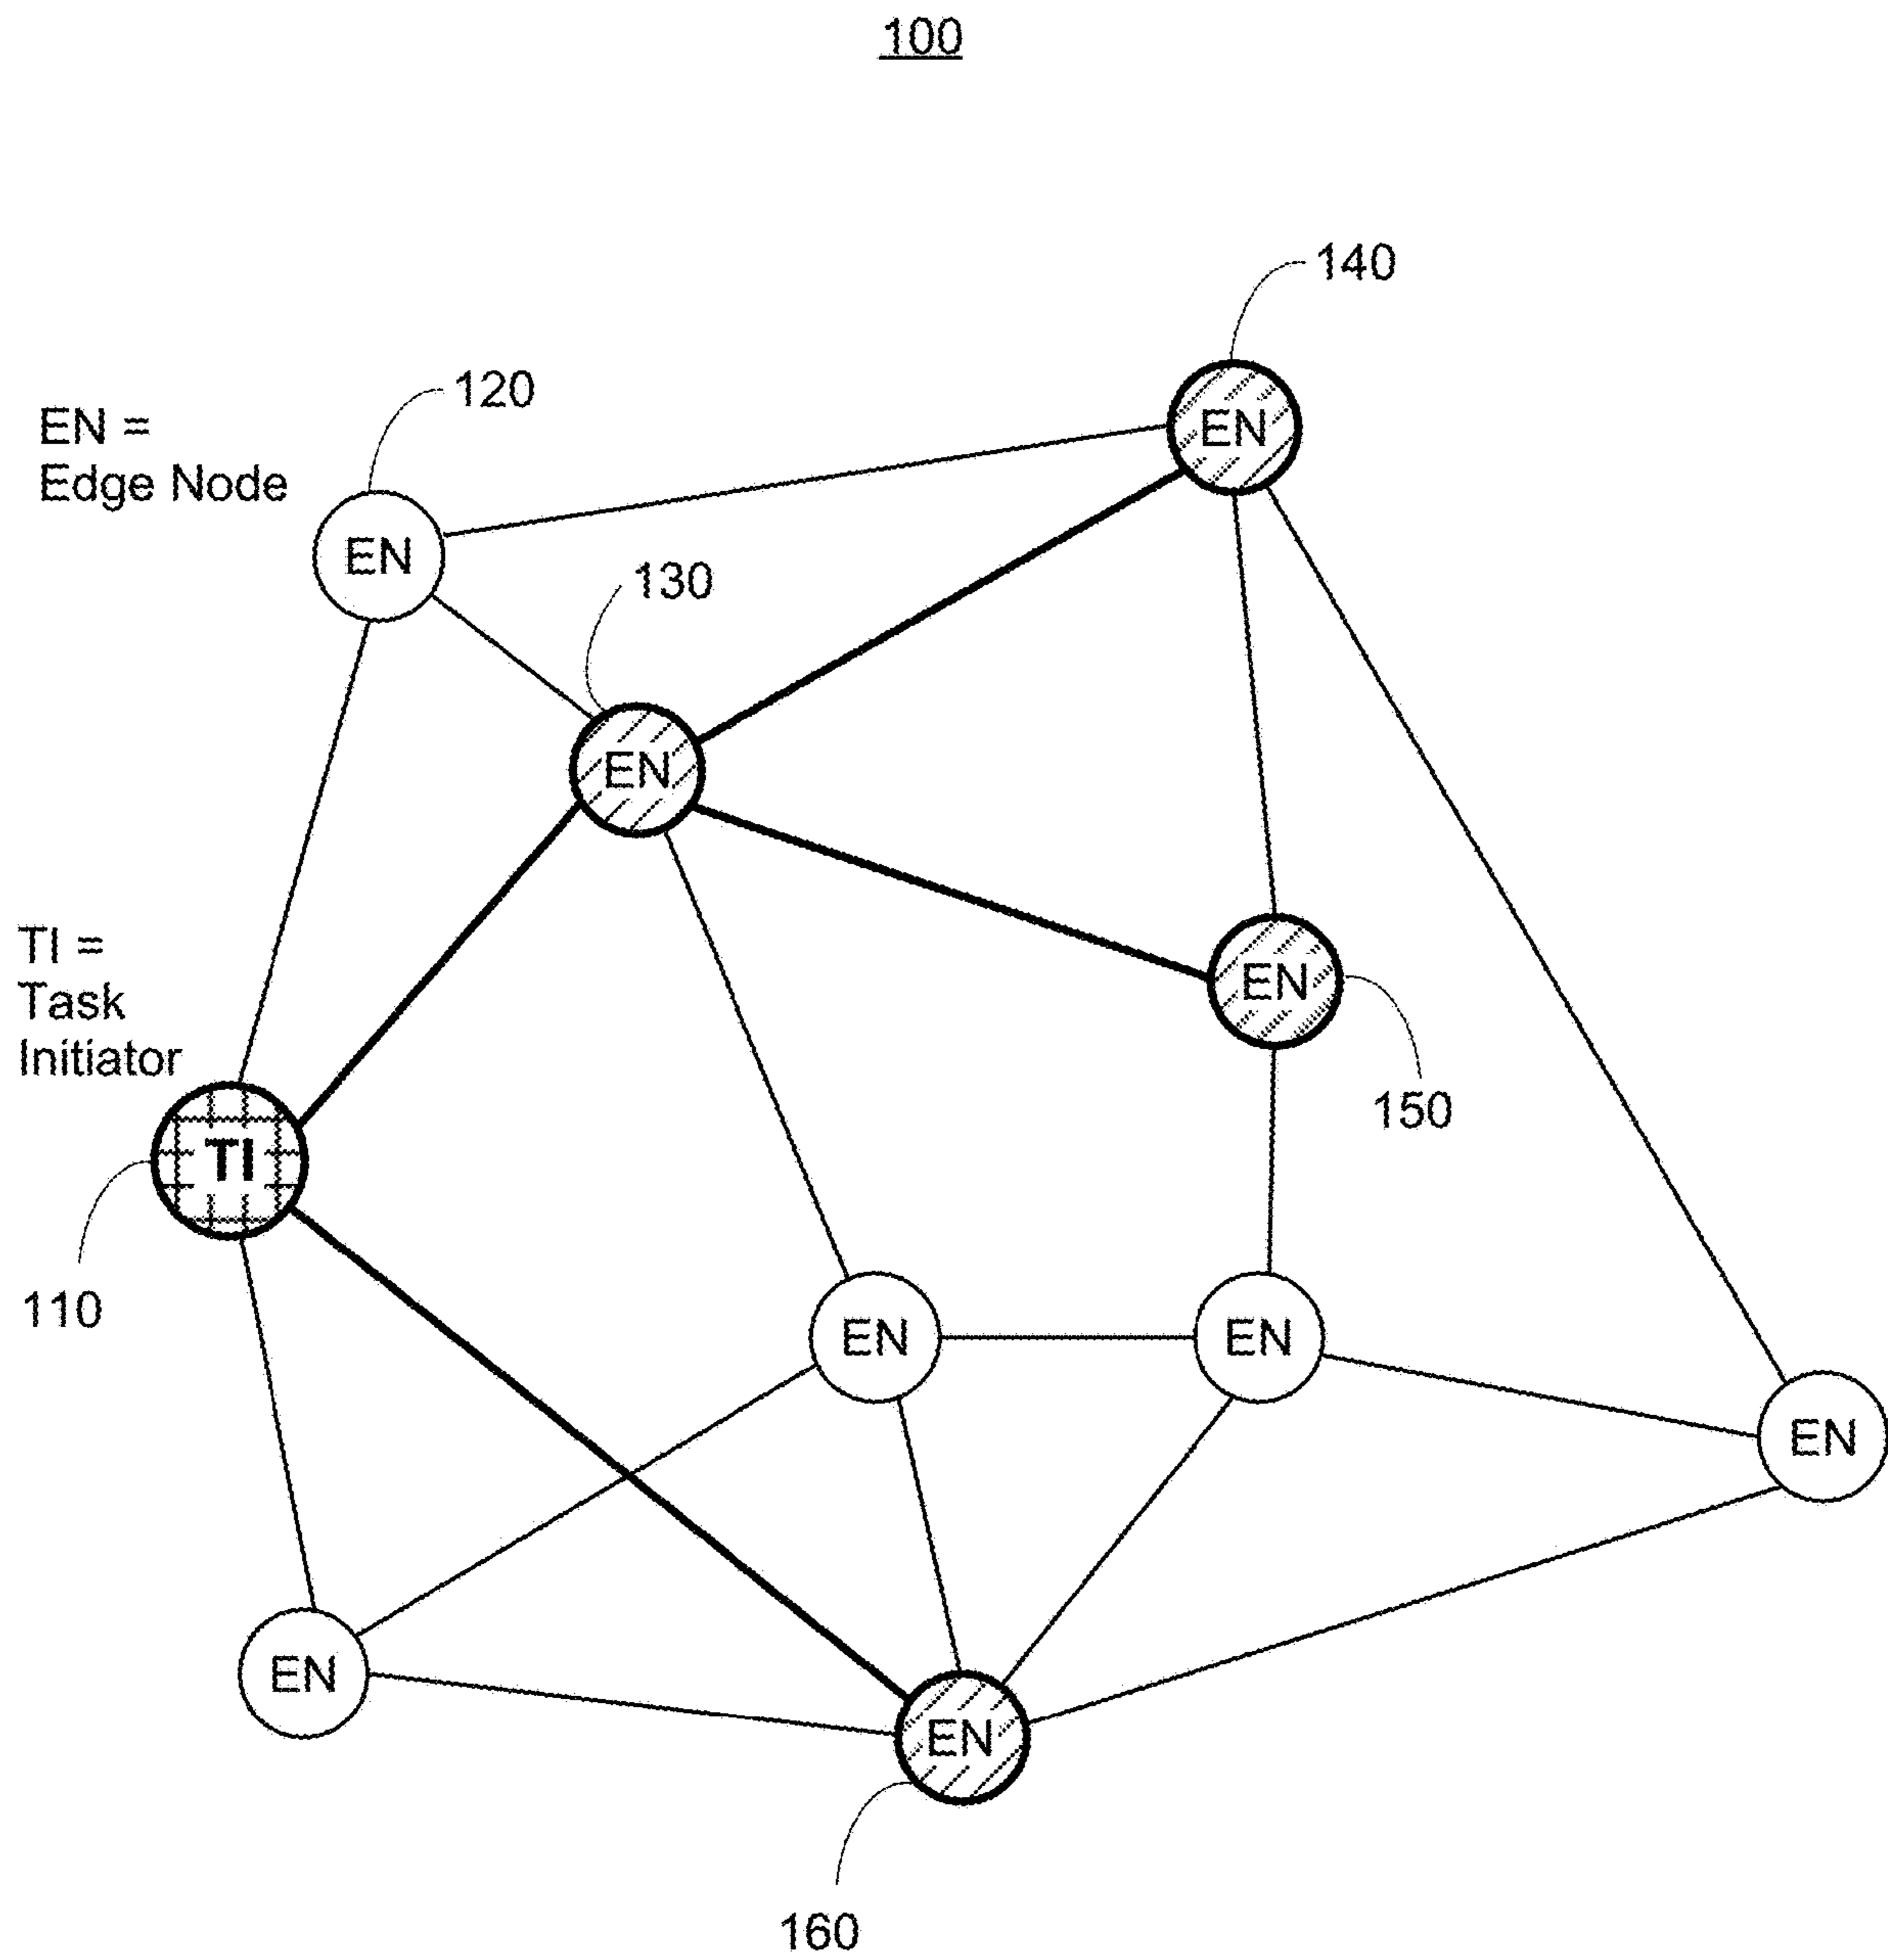 100
140
120
EN =
Edge Node
EN
EN
130
EN
TI =
Task
Initiator
EN
150
TI
110
EN
EN
EN
EN
EN
160